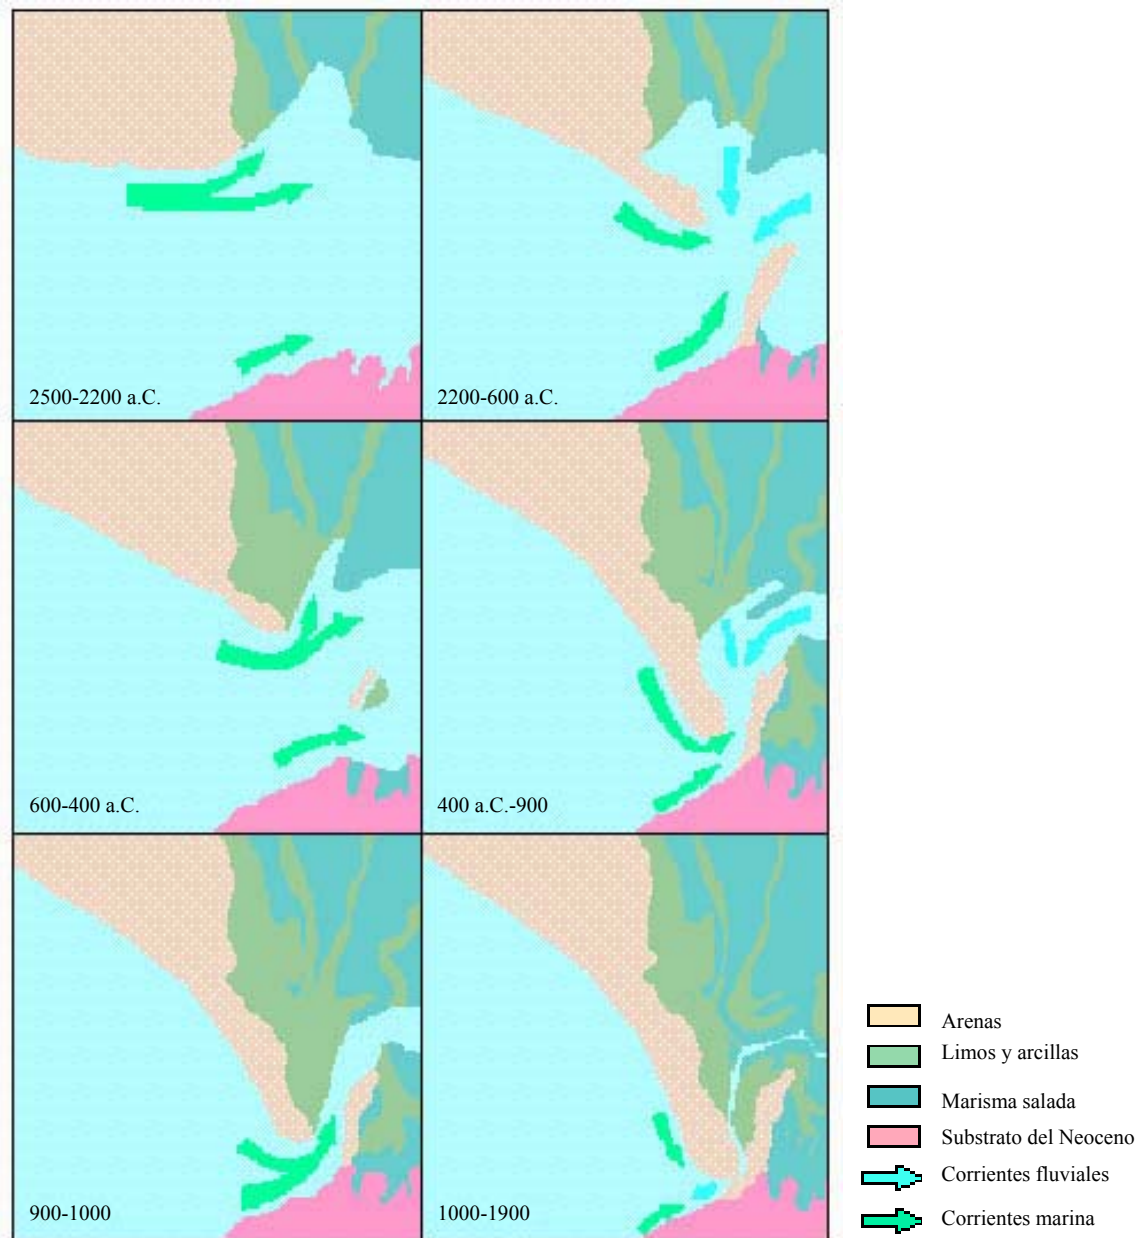 2500-2200 a.C.
2200-600 a.C.
600-400 a.C.
400 a.C.-900
900-1000
1000-1900
Arenas
Limos y arcillas
Marisma salada
Substrato del Neoceno
Corrientes fluviales
Corrientes marina